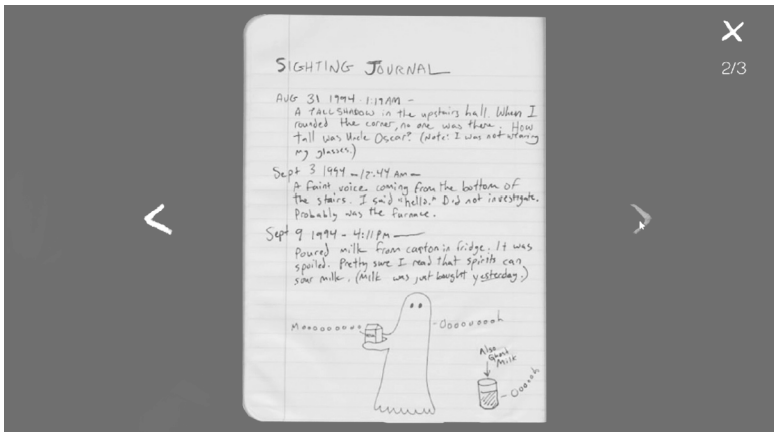 2/3
SIGHTING JOURNAL
AUG 31 1994 - 1:19 AM -
A TALL SHADOW in the upstairs hall. When I
rounded the corner, no one was there. How
tall was Uncle Oscar? (Note: I was not wearing
my glasses.)
Sept 3 1994 - 12:44 AM -
A faint voice coming from the bottom of
the stairs. I said "hello." Did not investigate.
Probably was the furnace.
Sept 9 1994 - 4:11 PM
Poured milk from carton in fridge. It was
spoiled. Pretty sure I read that spirits can
sour milk. (Milk was just bought yesterday.)
Mooooooooo
-Oooooooooh
Also
Ghost
Milk
-Oooooh